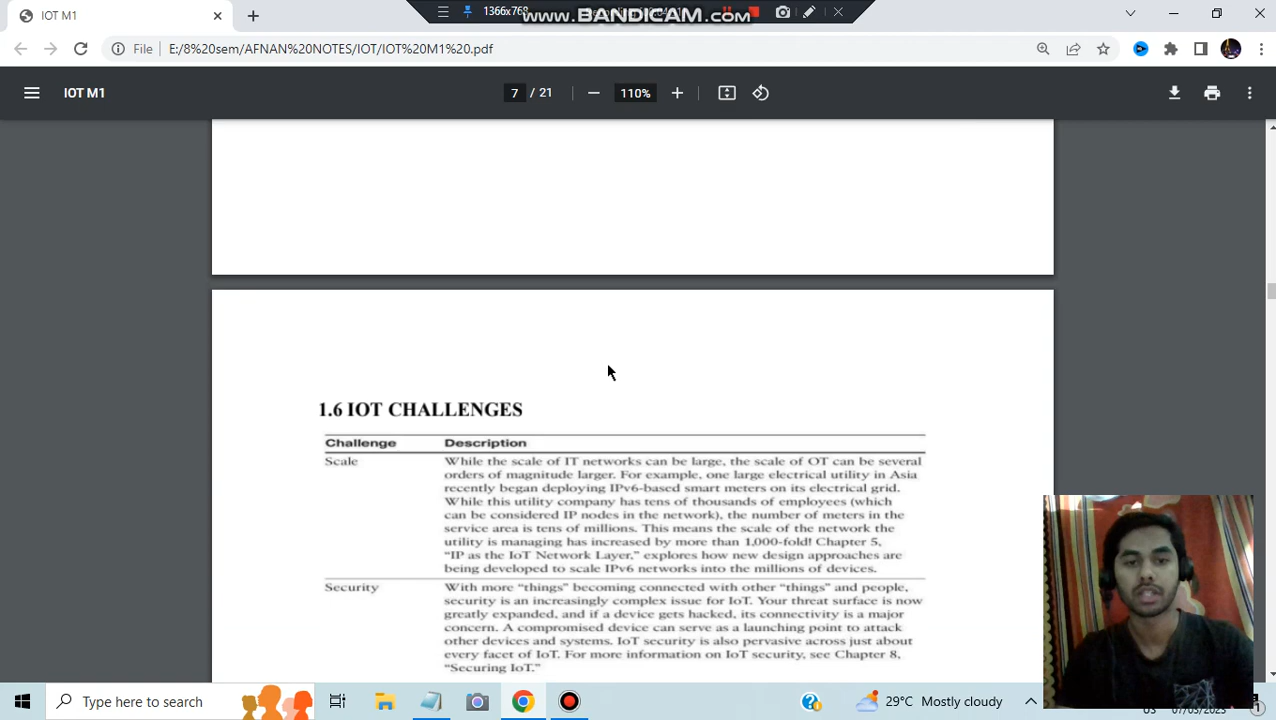 IOT M1
1366x768
www.BANDICAM.com
File
E:/8%20sem/AFNAN%20NOTES/IOT/IOT%20M1%20.pdf
IOT M1
7 / 21
110%
1.6 IOT CHALLENGES
Challenge Description
Scale While the scale of IT networks can be large, the scale of OT can be several
orders of magnitude larger. For example, one large electrical utility in Asia
recently began deploying IPv6-based smart meters on its electrical grid.
While this utility company has tens of thousands of employees (which
can be considered IP nodes in the network), the number of meters in the
service area is tens of millions. This means the scale of the network the
utility is managing has increased by more than 1,000-fold! Chapter 5,
“IP as the IoT Network Layer,” explores how new design approaches are
being developed to scale IPv6 networks into the millions of devices.
Security With more “things” becoming connected with other “things” and people,
security is an increasingly complex issue for IoT. Your threat surface is now
greatly expanded, and if a device gets hacked, its connectivity is a major
concern. A compromised device can serve as a launching point to attack
other devices and systems. IoT security is also pervasive across just about
every facet of IoT. For more information on IoT security, see Chapter 8,
“Securing IoT.”
Type here to search
29°C Mostly cloudy